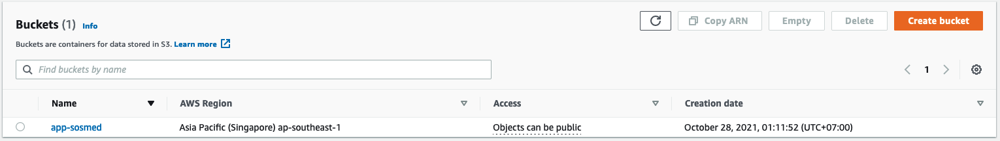 Buckets (1) Info
Copy ARN
Empty
Delete
Create bucket
Buckets are containers for data stored in S3. Learn more
Find buckets by name
1
Name AWS Region Access Creation date
app-sosmed Asia Pacific (Singapore) ap-southeast-1 Objects can be public October 28, 2021, 01:11:52 (UTC+07:00)